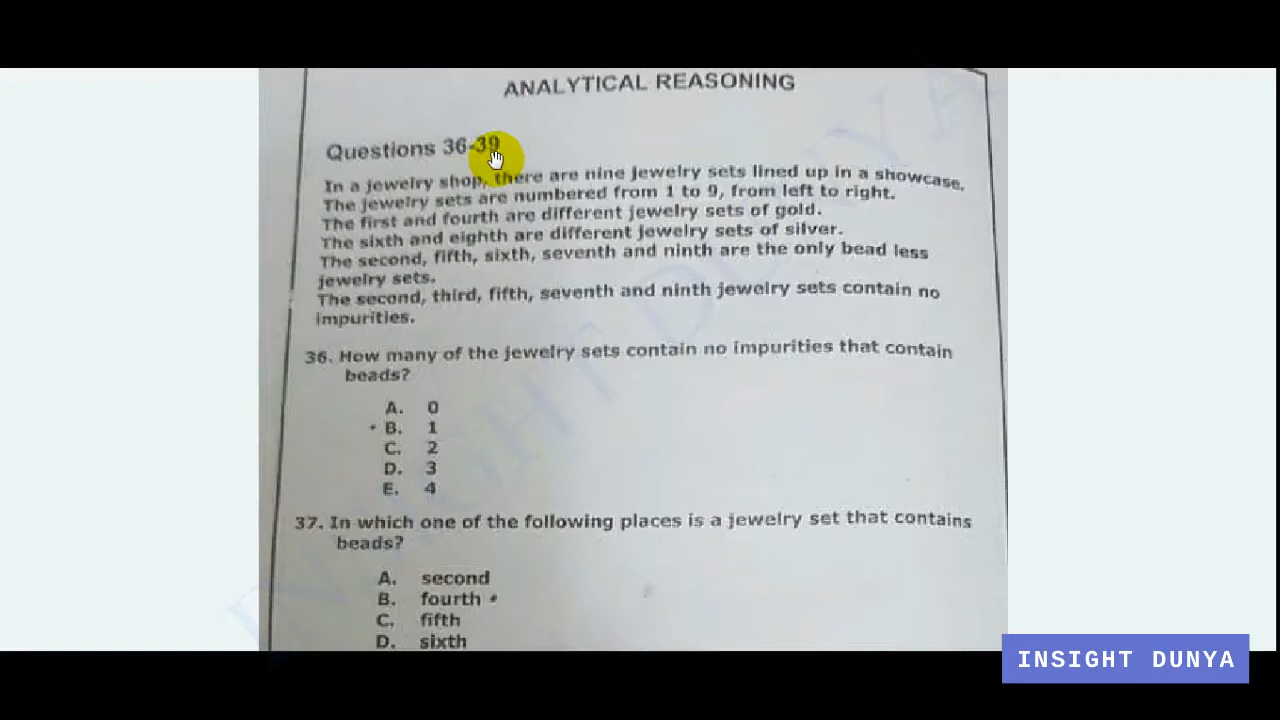 ANALYTICAL REASONING
Questions 36-39
In a jewelry shop, there are nine jewelry sets lined up in a showcase.
The jewelry sets are numbered from 1 to 9, from left to right.
The first and fourth are different jewelry sets of gold.
The sixth and eighth are different jewelry sets of silver.
The second, fifth, sixth, seventh and ninth are the only bead less
jewelry sets.
The second, third, fifth, seventh and ninth jewelry sets contain no
impurities.
36. How many of the jewelry sets contain no impurities that contain
beads?
A. 0
B. 1
C. 2
D. 3
E. 4
37. In which one of the following places is a jewelry set that contains
beads?
A. second
B. fourth *
C. fifth
D. sixth
INSIGHT DUNYA
INSIGHT DUNYA